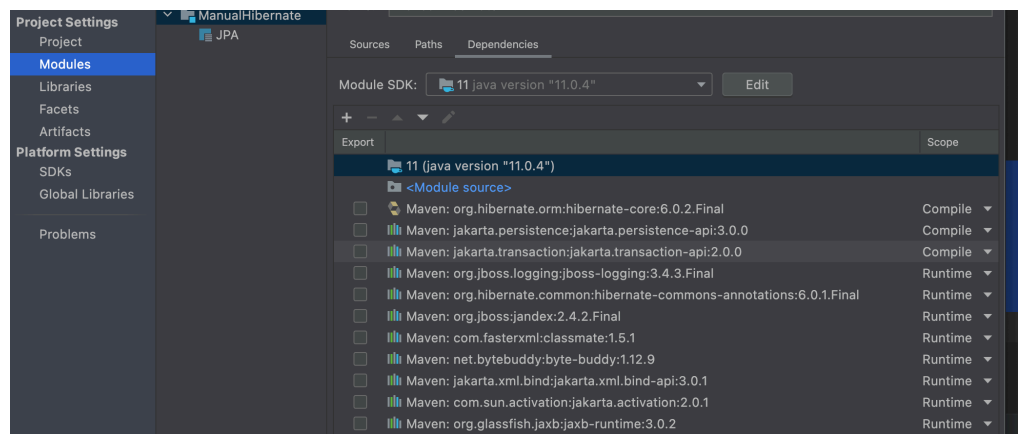 Project Settings
Project
Modules
Libraries
Facets
Artifacts
Platform Settings
SDKs
Global Libraries
Problems
ManualHibernate
JPA
Sources Paths Dependencies
Module SDK: 11 java version "11.0.4" Edit
Export Scope
11 (java version "11.0.4")
<Module source>
Maven: org.hibernate.orm:hibernate-core:6.0.2.Final Compile
Maven: jakarta.persistence:jakarta.persistence-api:3.0.0 Compile
Maven: jakarta.transaction:jakarta.transaction-api:2.0.0 Compile
Maven: org.jboss.logging:jboss-logging:3.4.3.Final Runtime
Maven: org.hibernate.common:hibernate-commons-annotations:6.0.1.Final Runtime
Maven: org.jboss:jandex:2.4.2.Final Runtime
Maven: com.fasterxml:classmate:1.5.1 Runtime
Maven: net.bytebuddy:byte-buddy:1.12.9 Runtime
Maven: jakarta.xml.bind:jakarta.xml.bind-api:3.0.1 Runtime
Maven: com.sun.activation:jakarta.activation:2.0.1 Runtime
Maven: org.glassfish.jaxb:jaxb-runtime:3.0.2 Runtime